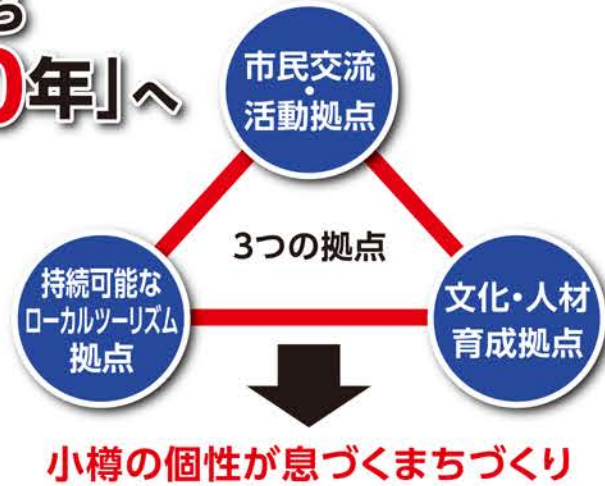 ち
0年」へ
市民交流
・
活動拠点
3つの拠点
持続可能な
ローカルツーリズム
拠点
文化・人材
育成拠点
小樽の個性が息づくまちづくり